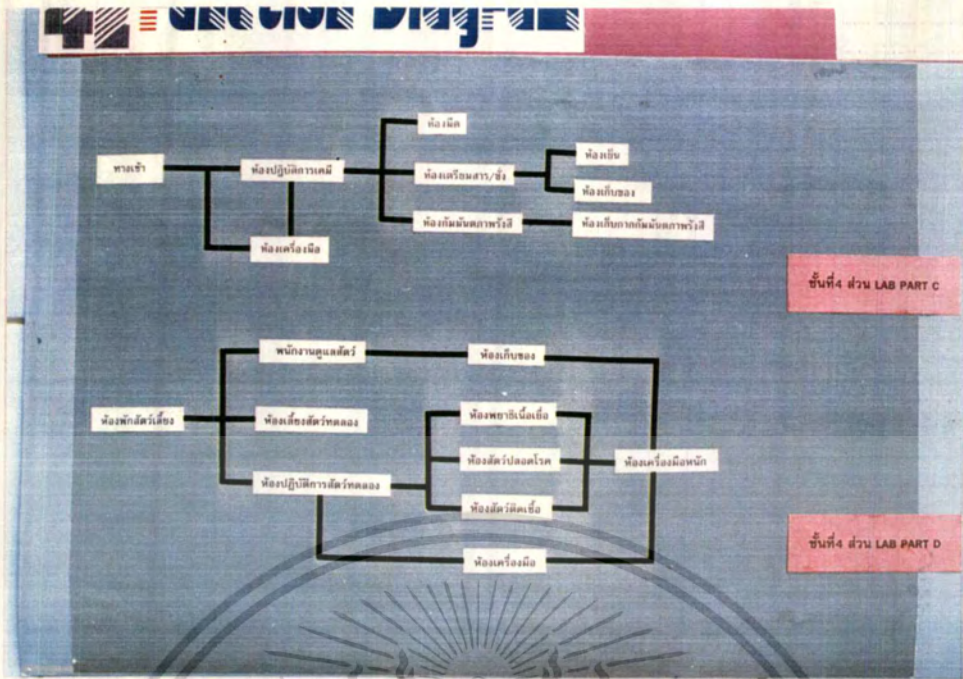 Function Diagram
ห้องมืด
ทางเข้า
ห้องปฏิบัติการเคมี
ห้องเตรียมสาร/ชั่ง
ห้องเย็น
ห้องเก็บของ
ห้องกัมมันตภาพรังสี
ห้องเก็บกากกัมมันตภาพรังสี
ห้องเครื่องมือ
ชั้นที่4 ส่วน LAB PART C
พนักงานดูแลสัตว์
ห้องเก็บของ
ห้องพักสัตว์เลี้ยง
ห้องเลี้ยงสัตว์ทดลอง
ห้องพยาธิเนื้อเยื่อ
ห้องสัตว์ปลอดโรค
ห้องเครื่องมือหนัก
ห้องปฏิบัติการสัตว์ทดลอง
ห้องสัตว์ติดเชื้อ
ชั้นที่4 ส่วน LAB PART D
ห้องเครื่องมือ